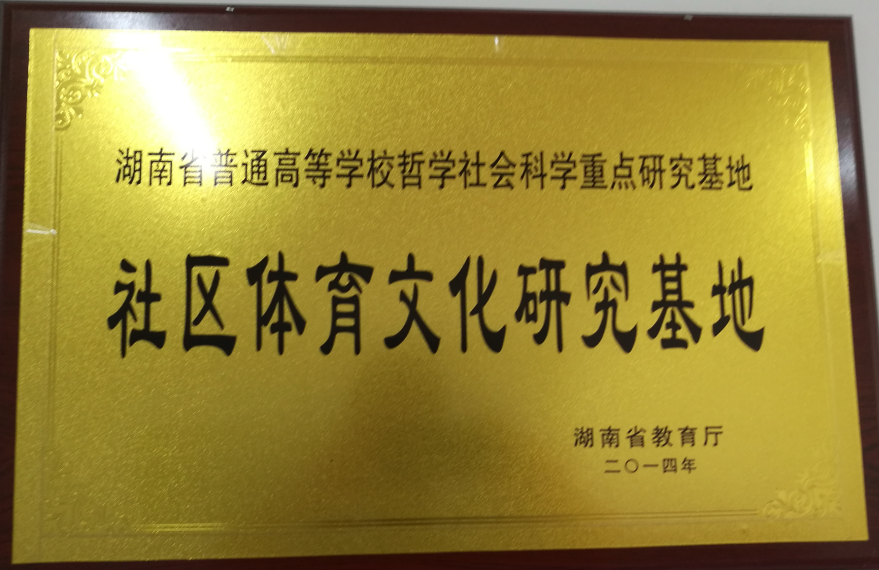 湖南省普通高等学校哲学社会科学重点研究基地
社区体育文化研究基地
湖南省教育厅
二〇一四年